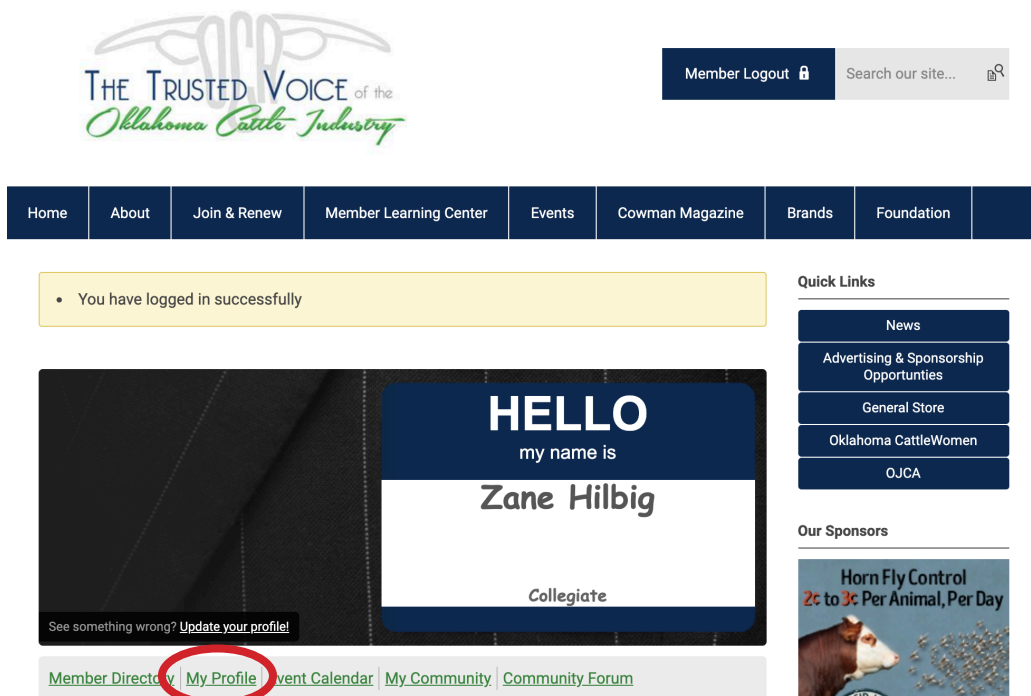 THE TRUSTED VOICE of the
Oklahoma Cattle Industry
Member Logout
Search our site...
Home
About
Join & Renew
Member Learning Center
Events
Cowman Magazine
Brands
Foundation
You have logged in successfully
HELLO
my name is
Zane Hilbig
Collegiate
See something wrong? Update your profile!
Member Directory
My Profile
Event Calendar
My Community
Community Forum
Quick Links
News
Advertising & Sponsorship
Opportunties
General Store
Oklahoma CattleWomen
OJCA
Our Sponsors
Horn Fly Control
2¢ to 3¢ Per Animal, Per Day